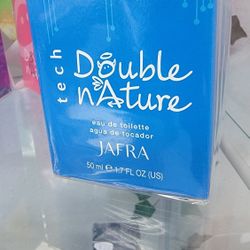 tech
Double
nAture
eau de toilette
agua de tocador
JAFRA
50 ml ℮ 1.7 FL OZ (US)